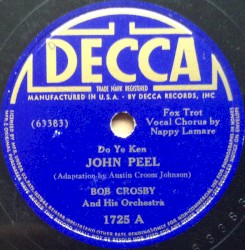 DECCA
TRADE MARK REGISTERED
MANUFACTURED IN U.S.A. - BY DECCA RECORDS, INC
(63383)
Fox Trot
Vocal Chorus by
Nappy Lamare
Do Ye Ken
JOHN PEEL
(Adaptation by Austin Croom Johnson)
BOB CROSBY
And His Orchestra
1725 A